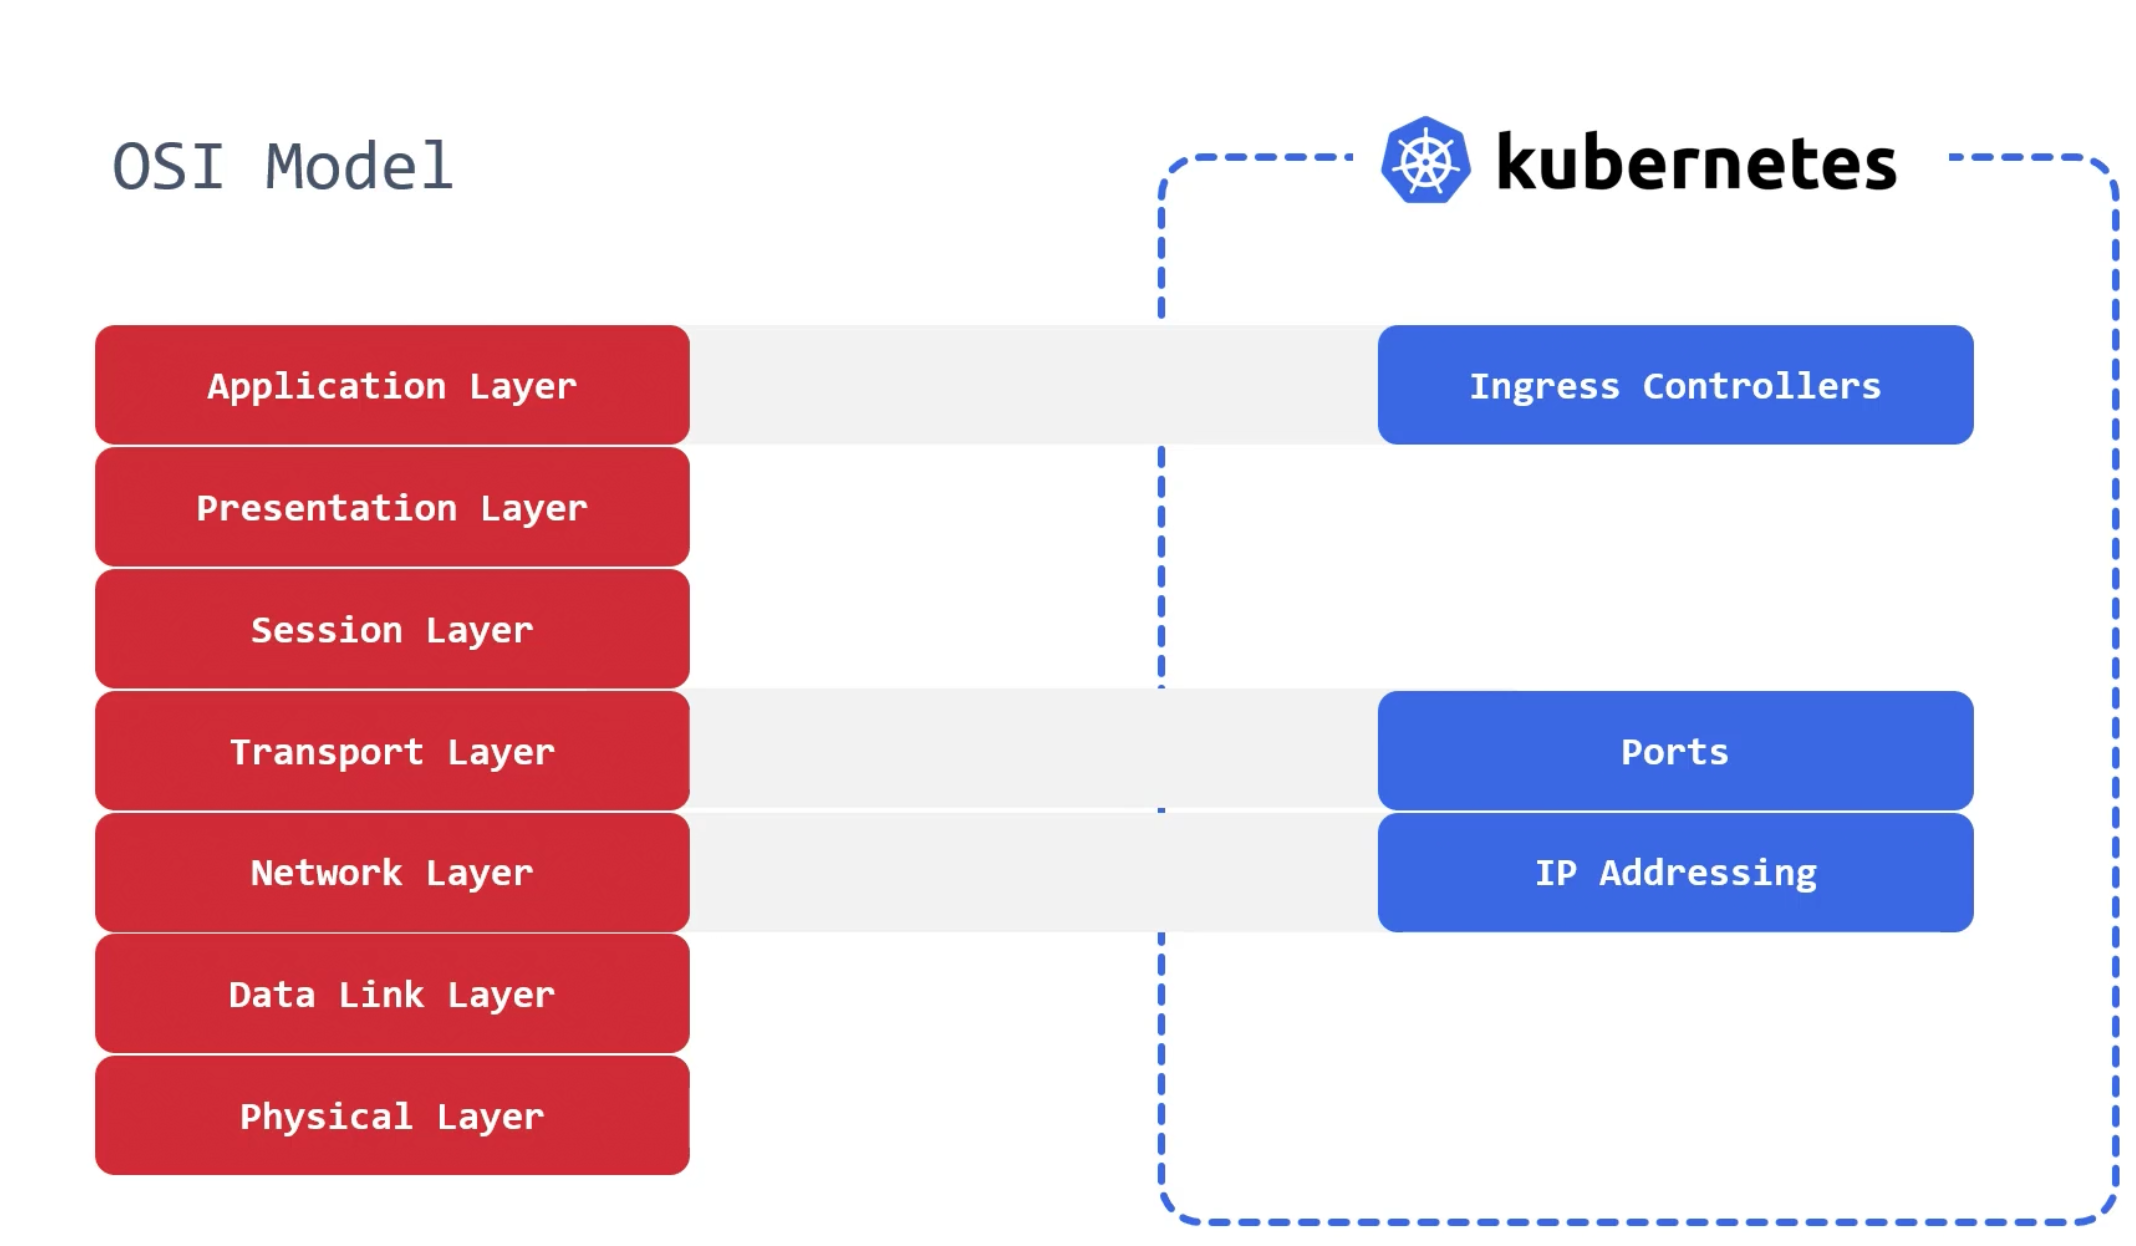 OSI Model
kubernetes
Application Layer
Ingress Controllers
Presentation Layer
Session Layer
Transport Layer
Ports
Network Layer
IP Addressing
Data Link Layer
Physical Layer